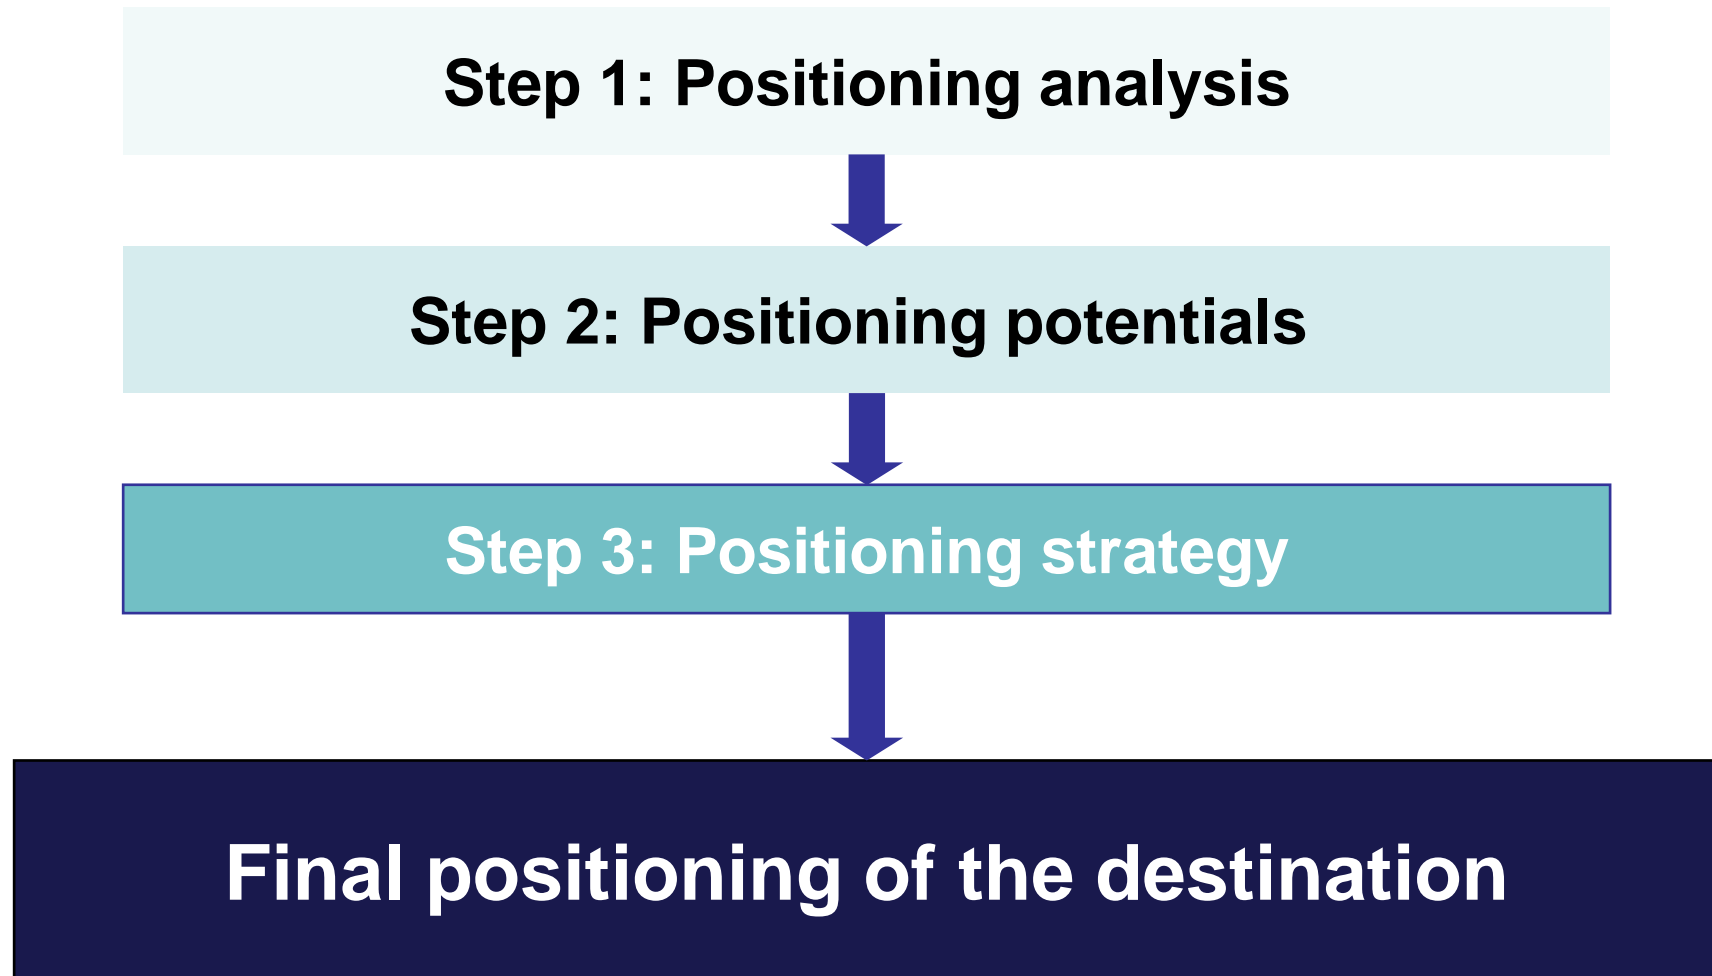 Step 1: Positioning analysis
Step 2: Positioning potentials
Step 3: Positioning strategy
Final positioning of the destination